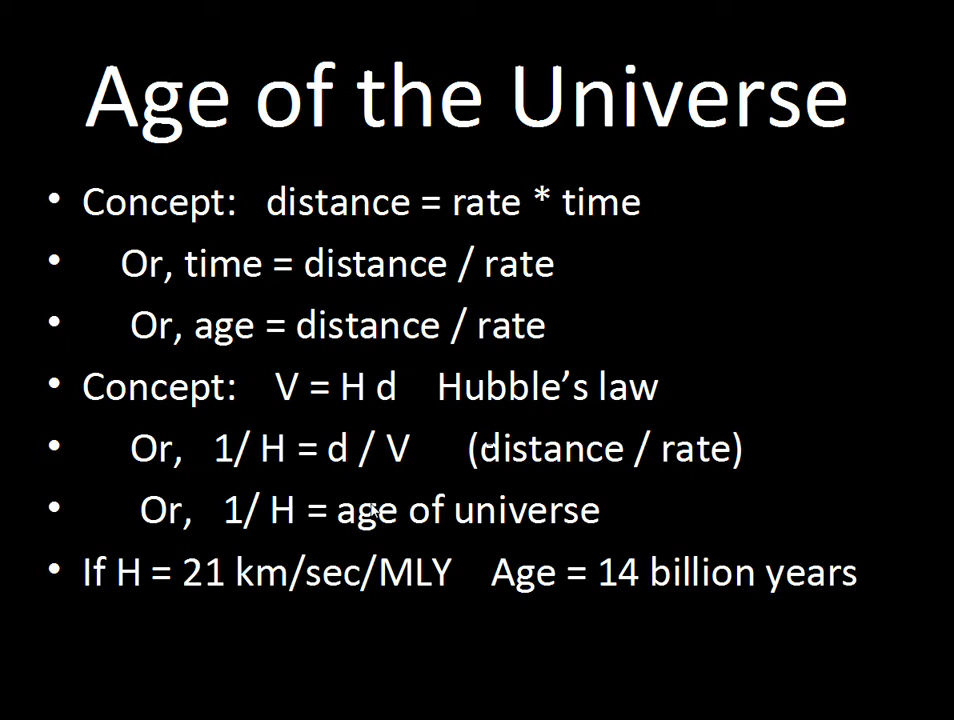 Age of the Universe
• Concept: distance = rate * time
• Or, time = distance / rate
• Or, age = distance / rate
• Concept: V = H d Hubble’s law
• Or, 1/ H = d / V (distance / rate)
• Or, 1/ H = age of universe
• If H = 21 km/sec/MLY Age = 14 billion years